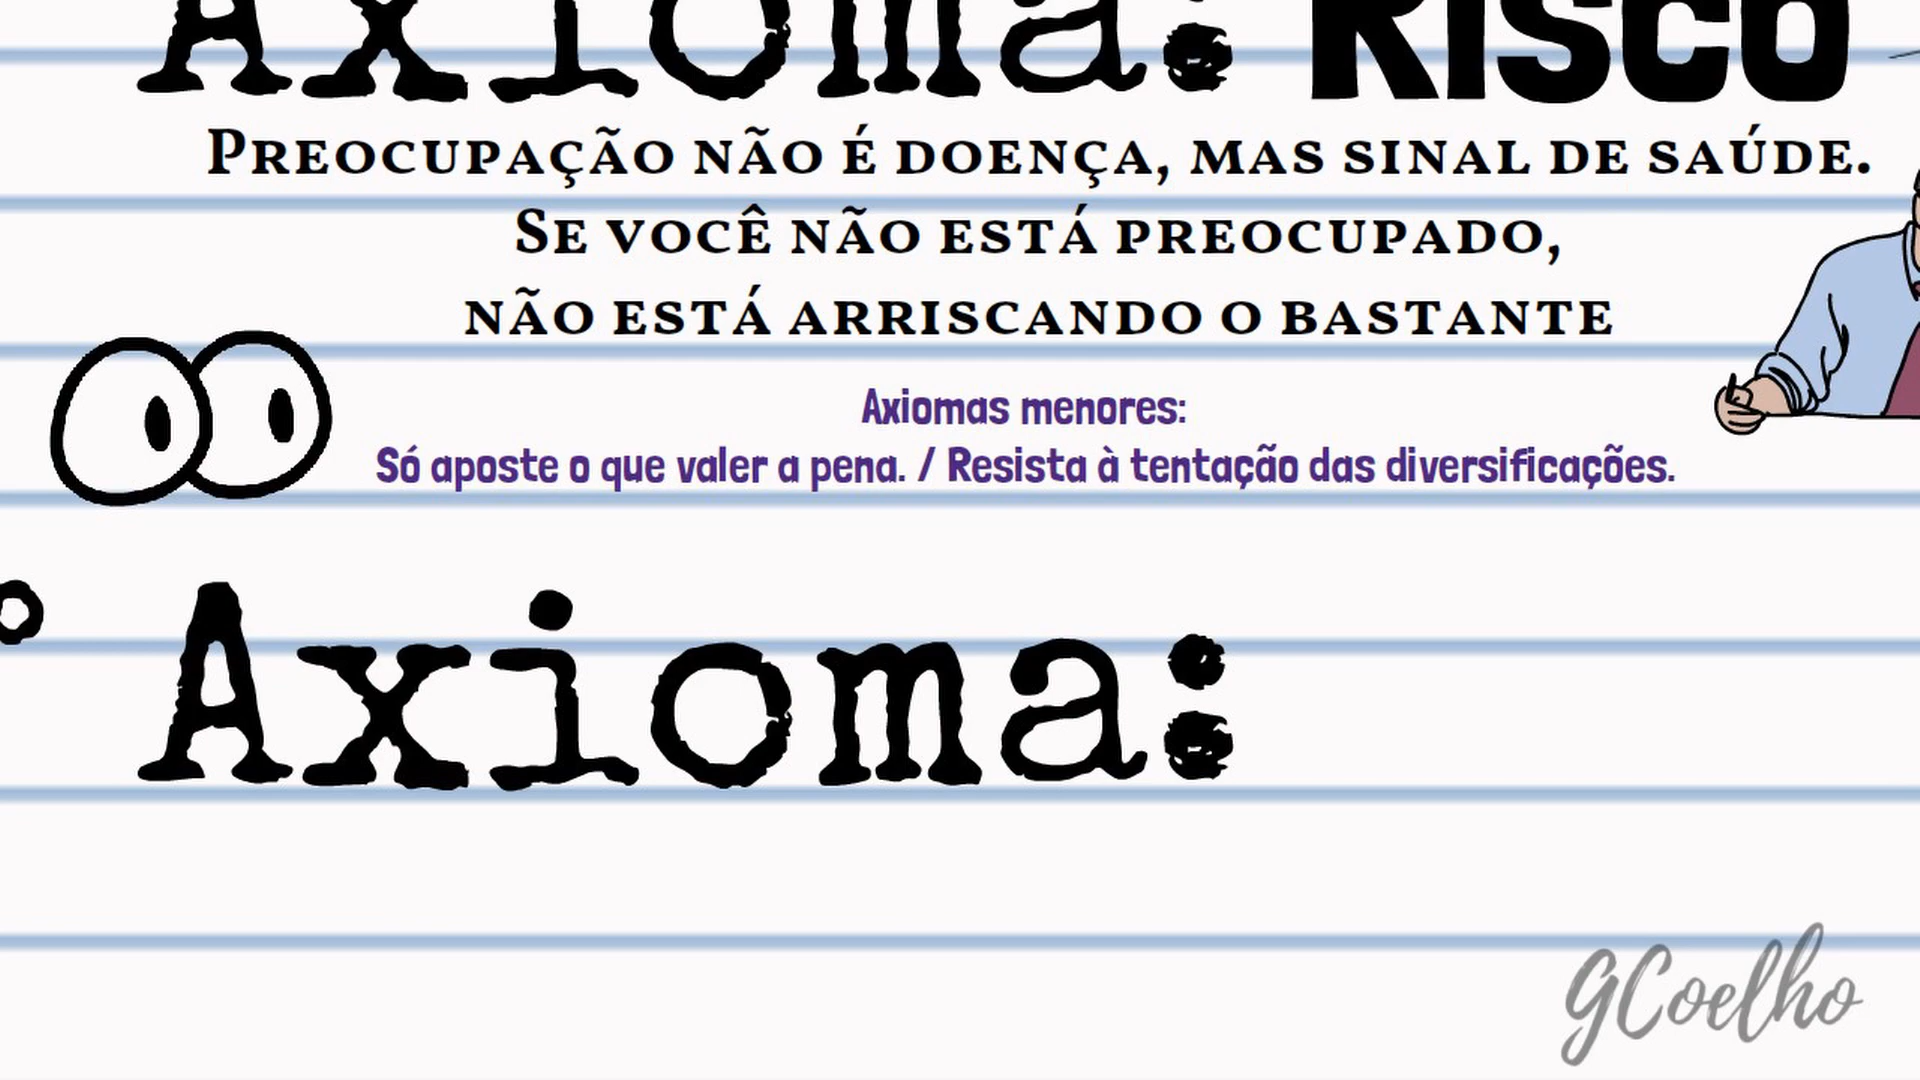 Axioma: RISCO
Preocupação não é doença, mas sinal de saúde.
Se você não está preocupado,
não está arriscando o bastante
Axiomas menores:
Só aposte o que valer a pena. / Resista à tentação das diversificações.
º Axioma:
GCoelho